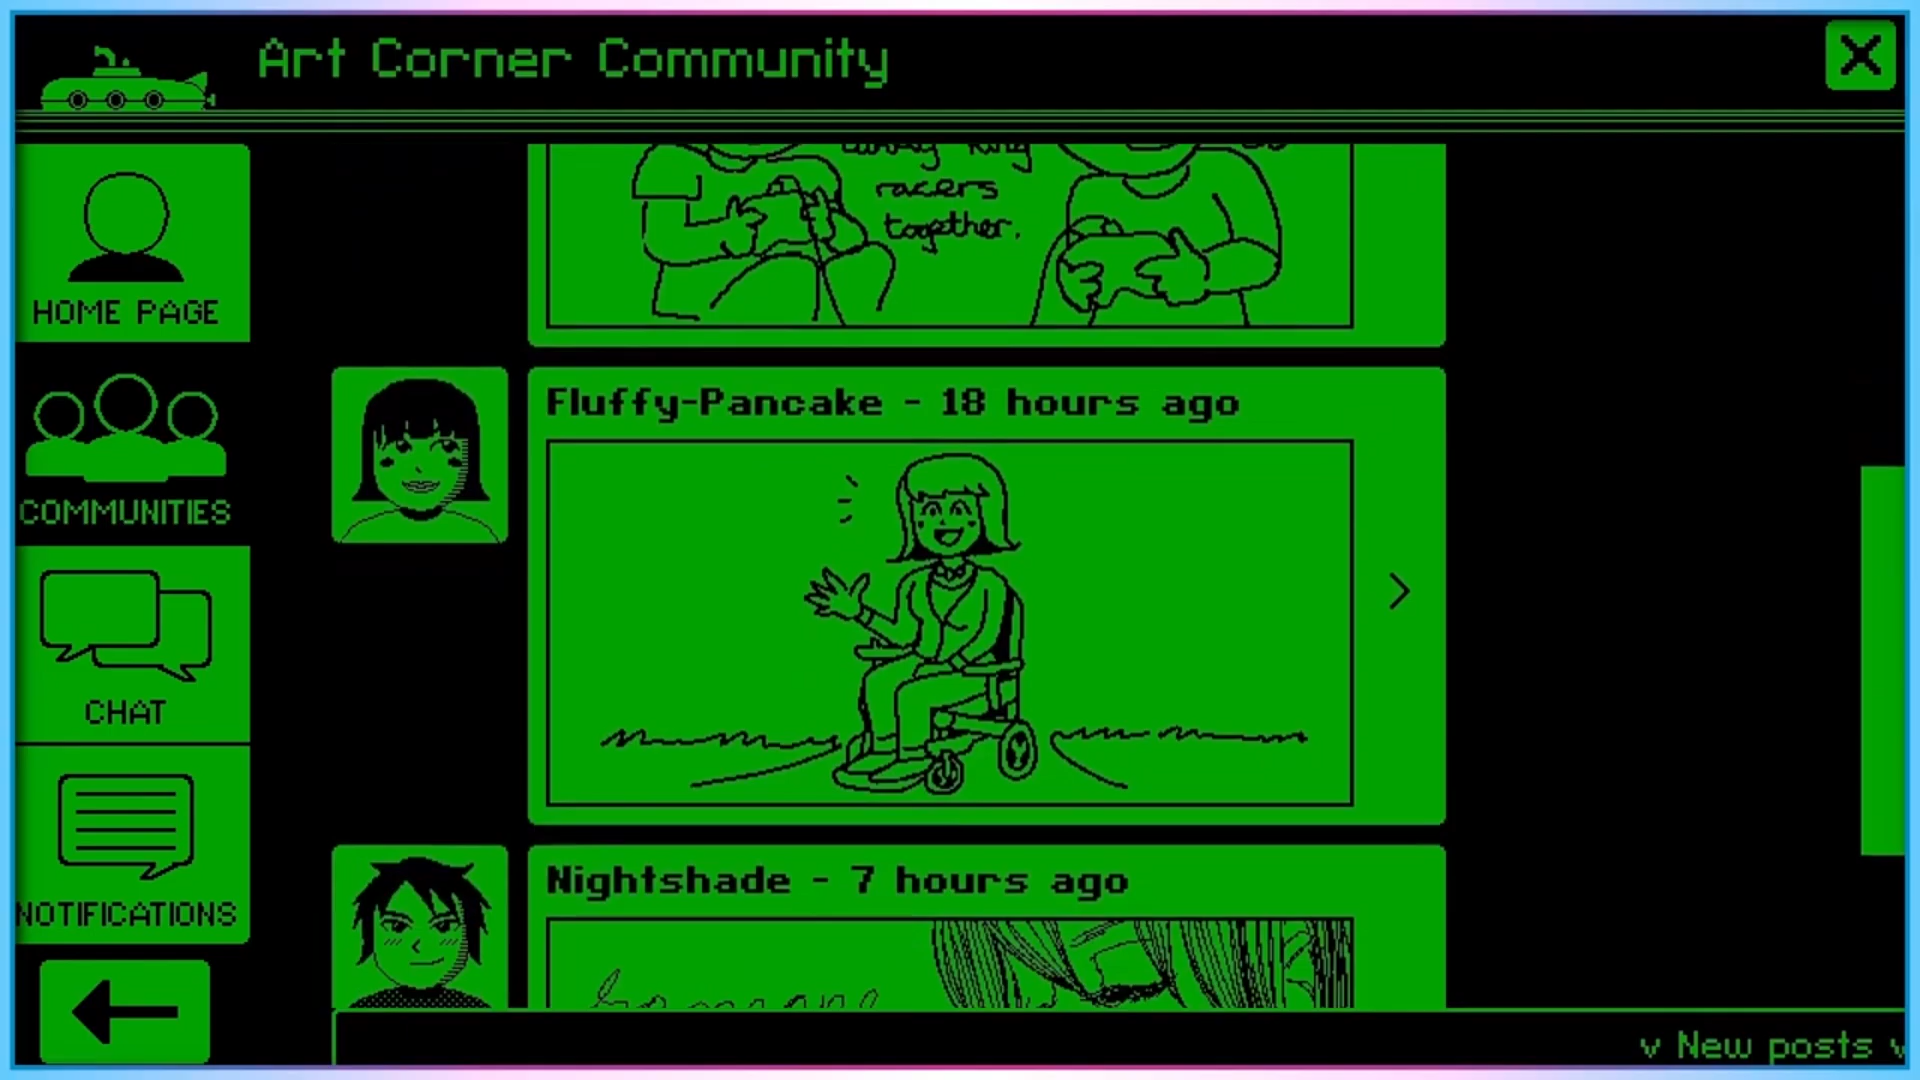 Art Corner Community
racers
together.
HOME PAGE
COMMUNITIES
CHAT
NOTIFICATIONS
Fluffy-Pancake - 18 hours ago
Nightshade - 7 hours ago
v New posts v